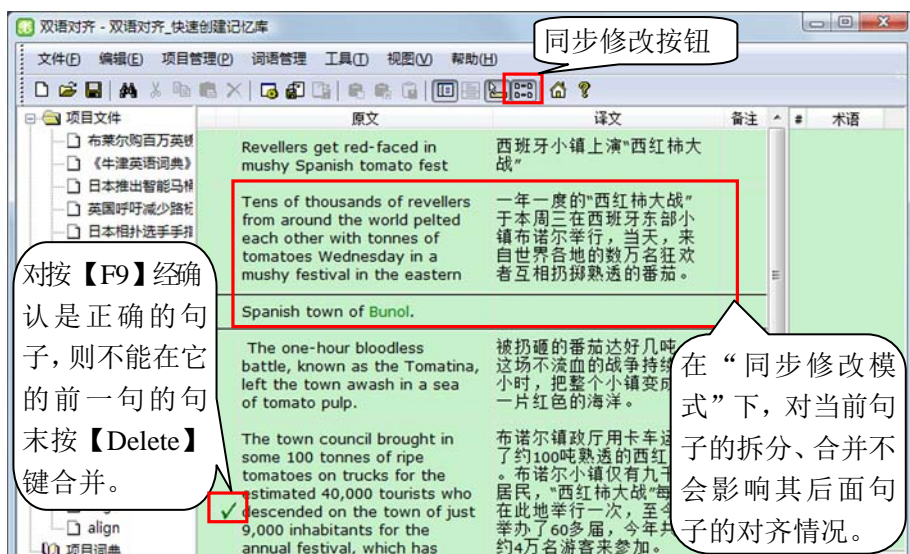 双语对齐 - 双语对齐_快速创建记忆库
同步修改按钮
文件(F) 编辑(E) 项目管理(P) 词语管理 工具(T) 视图(V) 帮助(H)
原文 译文 备注 # 术语
项目文件
布莱尔购百万英镑
《牛津英语词典》
日本推出智能马桶
英国呼吁减少路标
日本相扑选手手指
Revellers get red-faced in
mushy Spanish tomato fest
西班牙小镇上演“西红柿大
战”
Tens of thousands of revellers
from around the world pelted
each other with tonnes of
tomatoes Wednesday in a
mushy festival in the eastern
一年一度的“西红柿大战”
于本周三在西班牙东部小
镇布诺尔举行，当天，来
自世界各地的数万名狂欢
者互相扔掷熟透的番茄。
Spanish town of Bunol.
The one-hour bloodless
battle, known as the Tomatina,
left the town awash in a sea
of tomato pulp.
被扔砸的番茄达好几吨
这场不流血的战争持续
小时，把整个小镇变成
一片红色的海洋。
The town council brought in
some 100 tonnes of ripe
tomatoes on trucks for the
estimated 40,000 tourists who
descended on the town of just
9,000 inhabitants for the
annual festival, which has
布诺尔镇政厅用卡车运
了约100吨熟透的西红
。布诺尔小镇仅有九千
居民，“西红柿大战”每
在此地举行一次，至今
举办了60多届，今年共
约4万名游客来参加。
对按【F9】经确
认是正确的句
子，则不能在它
的前一句的句
末按【Delete】
键合并。
在“同步修改模
式”下，对当前句
子的拆分、合并不
会影响其后面句
子的对齐情况。
align
项目词典